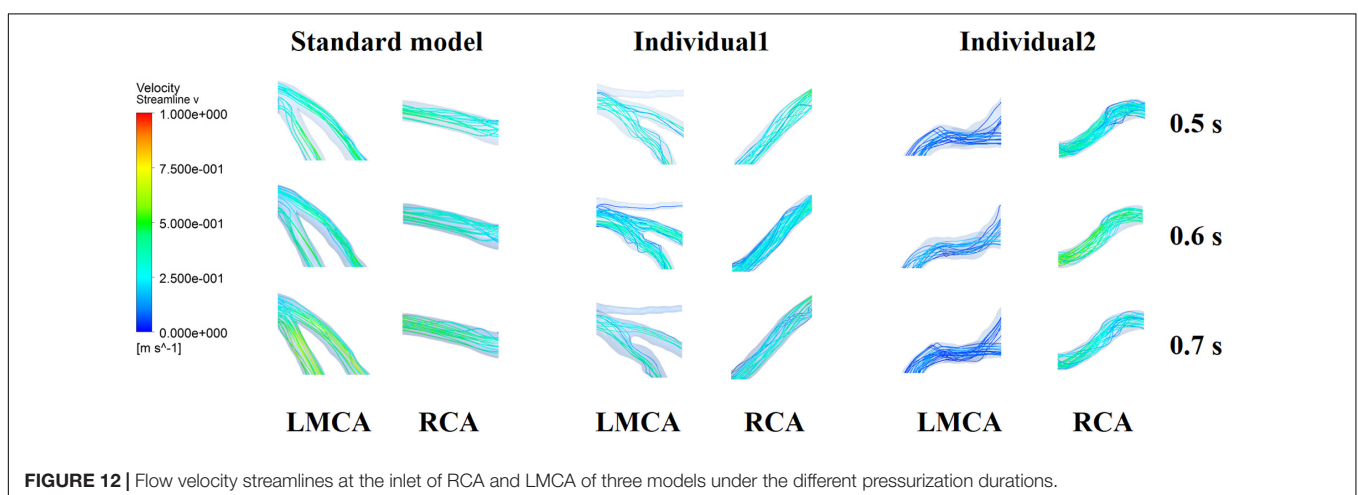 Standard model
Individual1
Individual2
Velocity
Streamline v
1.000e+000
7.500e-001
5.000e-001
2.500e-001
0.000e+000
[m s^-1]
0.5 s
0.6 s
0.7 s
LMCA
RCA
LMCA
RCA
LMCA
RCA
FIGURE 12 | Flow velocity streamlines at the inlet of RCA and LMCA of three models under the different pressurization durations.